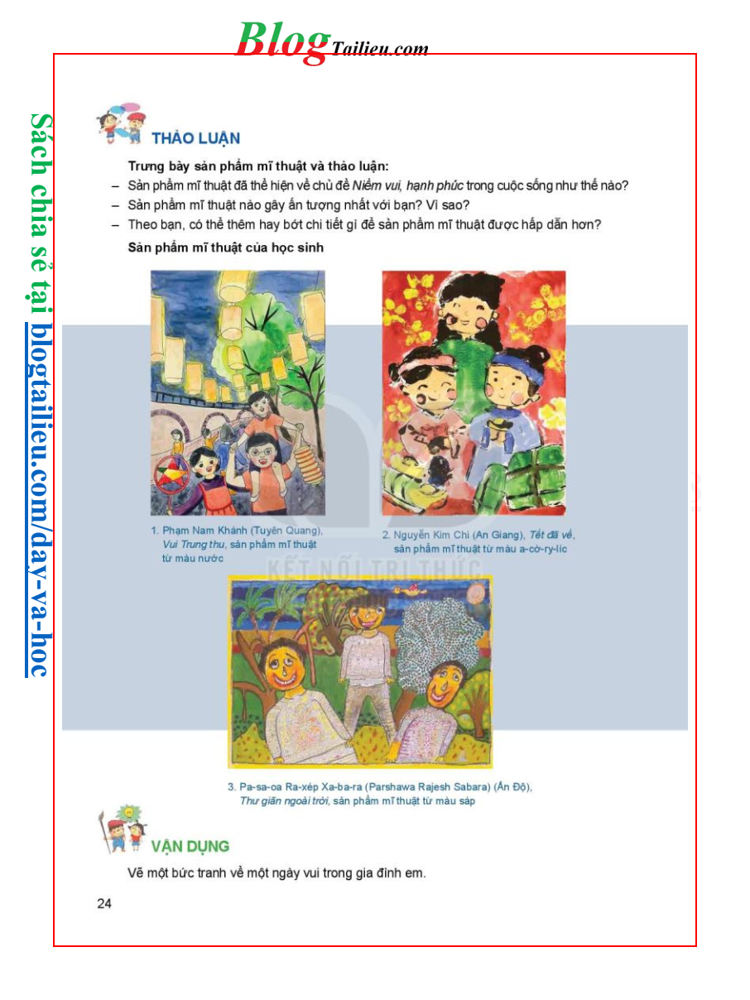 Blog Tailieu.com
Sách chia sẻ tại blogtailieu.com/day-va-hoc
THẢO LUẬN
Trưng bày sản phẩm mĩ thuật và thảo luận:
– Sản phẩm mĩ thuật đã thể hiện về chủ đề Niềm vui, hạnh phúc trong cuộc sống như thế nào?
– Sản phẩm mĩ thuật nào gây ấn tượng nhất với bạn? Vì sao?
– Theo bạn, có thể thêm hay bớt chi tiết gì để sản phẩm mĩ thuật được hấp dẫn hơn?
Sản phẩm mĩ thuật của học sinh
1. Phạm Nam Khánh (Tuyên Quang),
Vui Trung thu, sản phẩm mĩ thuật
từ màu nước
2. Nguyễn Kim Chi (An Giang), Tết đã về,
sản phẩm mĩ thuật từ màu a-cờ-ry-líc
KẾT NỐI TRI THỨC
3. Pa-sa-oa Ra-xép Xa-ba-ra (Parshawa Rajesh Sabara) (Ấn Độ),
Thư giãn ngoài trời, sản phẩm mĩ thuật từ màu sáp
VẬN DỤNG
Vẽ một bức tranh về một ngày vui trong gia đình em.
24